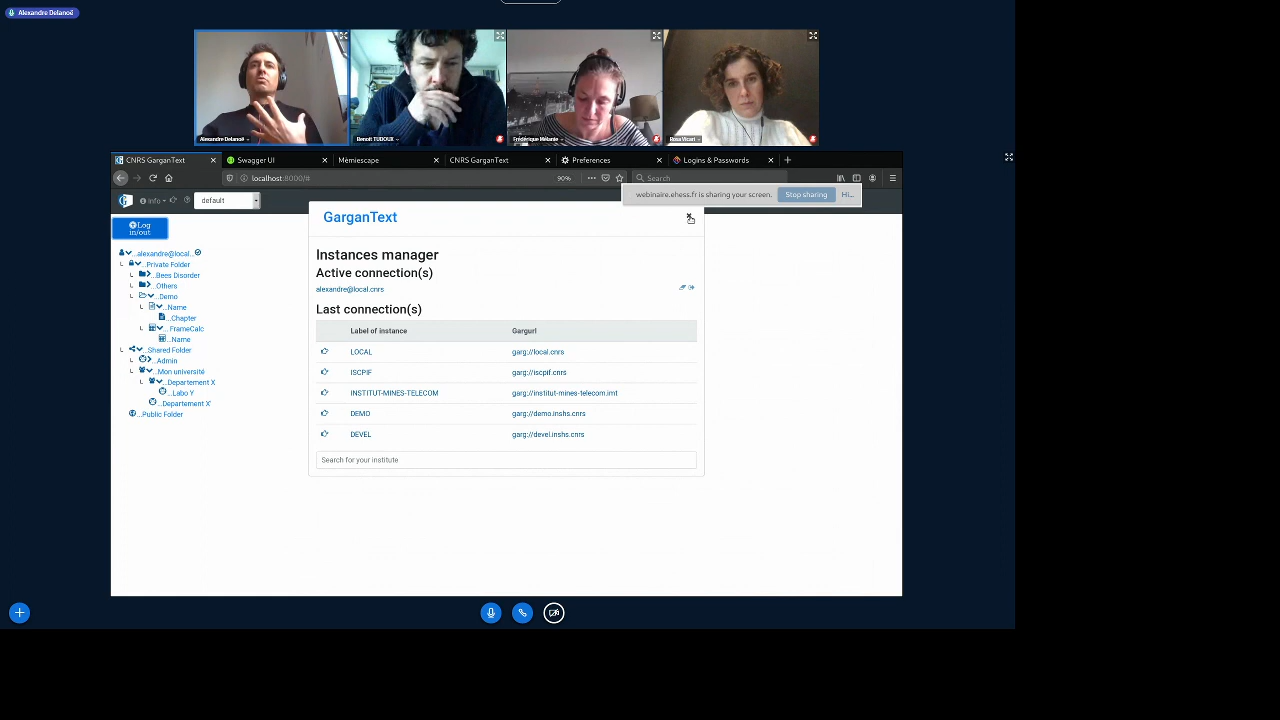 Alexandre Delanoë
Alexandre Delanoë
Benoit TUDOUX
Frédérique Mélanie
Rosa Vicari
CNRS GarganText
Swagger UI
Mèmiescape
CNRS GarganText
Preferences
Logins & Passwords
localhost:8000/#
90%
Search
webinaire.ehess.fr is sharing your screen.
Stop sharing
Hi...
info
default
Log in/out
...alexandre@local...
...Private Folder
...Bees Disorder
...Others
...Demo
...Name
...Chapter
...FrameCalc
...Name
...Shared Folder
...Admin
...Mon université
...Departement X
...Labo Y
...Departement X'
...Public Folder
GarganText
Instances manager
Active connection(s)
alexandre@local.cnrs
Last connection(s)
Label of instance Gargurl
LOCAL garg://local.cnrs
ISCPIF garg://iscpif.cnrs
INSTITUT-MINES-TELECOM garg://institut-mines-telecom.imt
DEMO garg://demo.inshs.cnrs
DEVEL garg://devel.inshs.cnrs
Search for your institute